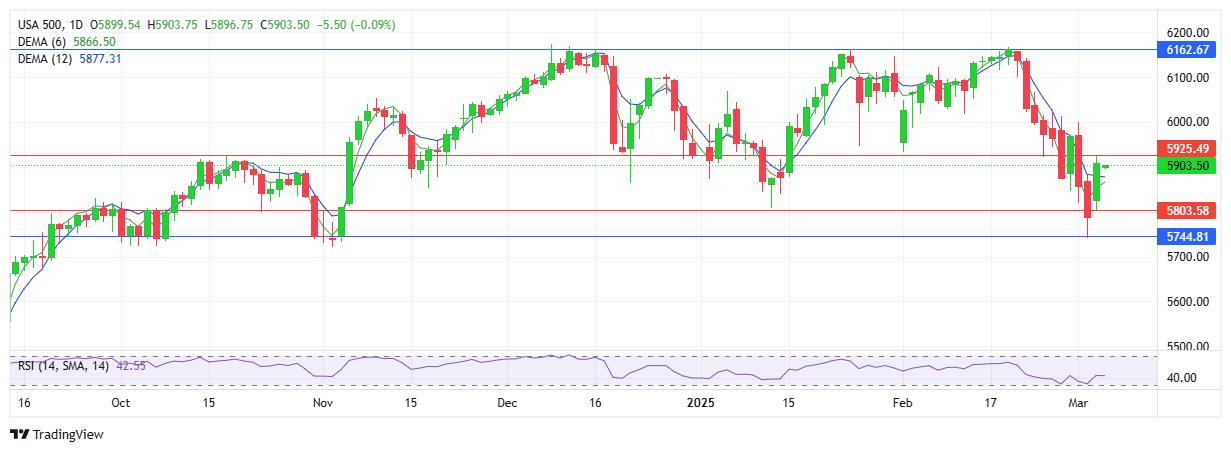 USA 500, 1D O5899.54 H5903.75 L5896.75 C5903.50 −5.50 (−0.09%)
DEMA (6) 5866.50
DEMA (12) 5877.31
6200.00
6162.67
6100.00
6000.00
5925.49
5903.50
5803.58
5744.81
5700.00
5600.00
5500.00
RSI (14, SMA, 14) 42.55
40.00
16 Oct 15 Nov 15 Dec 16 2025 15 Feb 17 Mar
TradingView